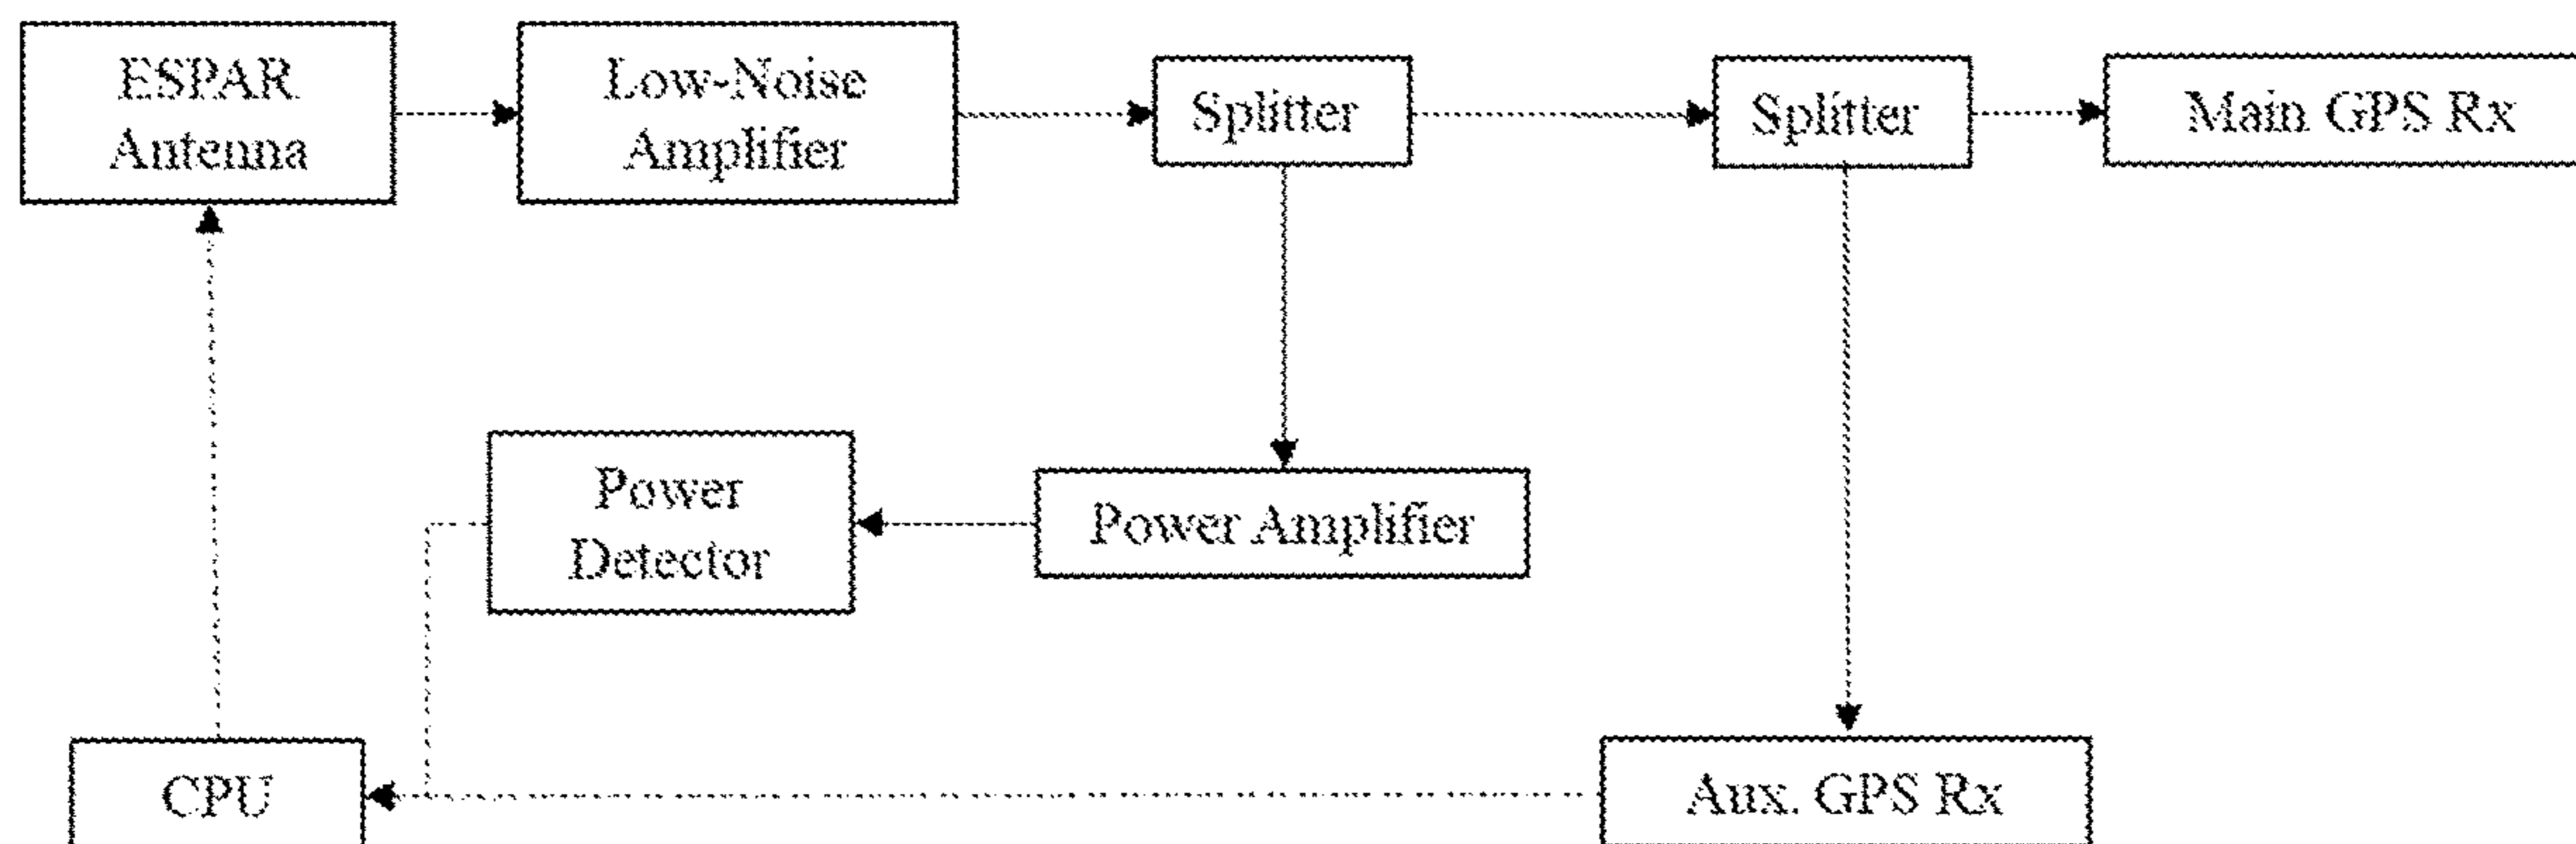 ESPAR
Antenna
Low-Noise
Amplifier
Splitter
Splitter
Main GPS Rx
Power
Detector
Power Amplifier
CPU
Aux. GPS Rx